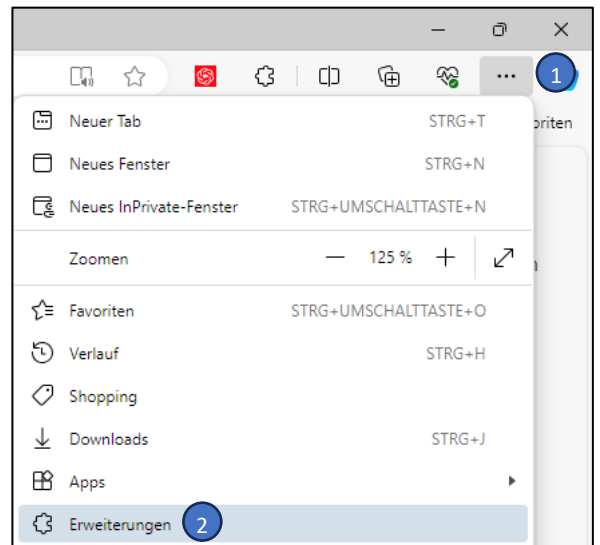 1
oriten
Neuer Tab STRG+T
Neues Fenster STRG+N
Neues InPrivate-Fenster STRG+UMSCHALTTASTE+N
Zoomen — 125 % +
Favoriten STRG+UMSCHALTTASTE+O
Verlauf STRG+H
Shopping
Downloads STRG+J
Apps
Erweiterungen 2